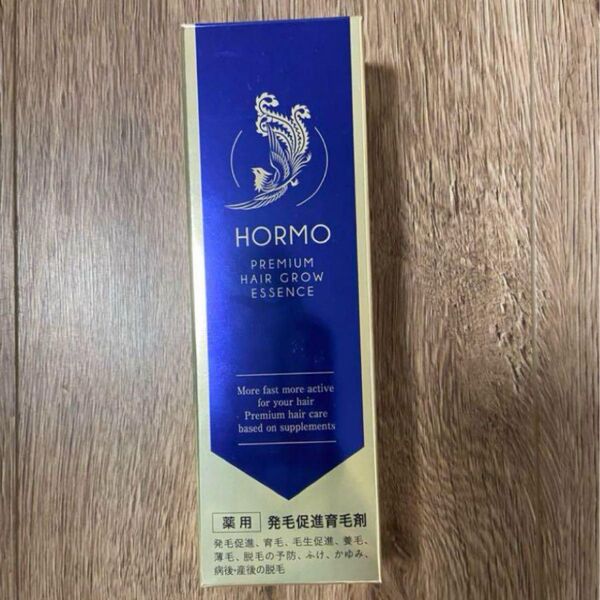 HORMO
PREMIUM
HAIR GROW
ESSENCE
More fast more active
for your hair
Premium hair care
based on supplements
薬用 発毛促進育毛剤
発毛促進、育毛、毛生促進、養毛、
薄毛、脱毛の予防、ふけ、かゆみ、
病後・産後の脱毛